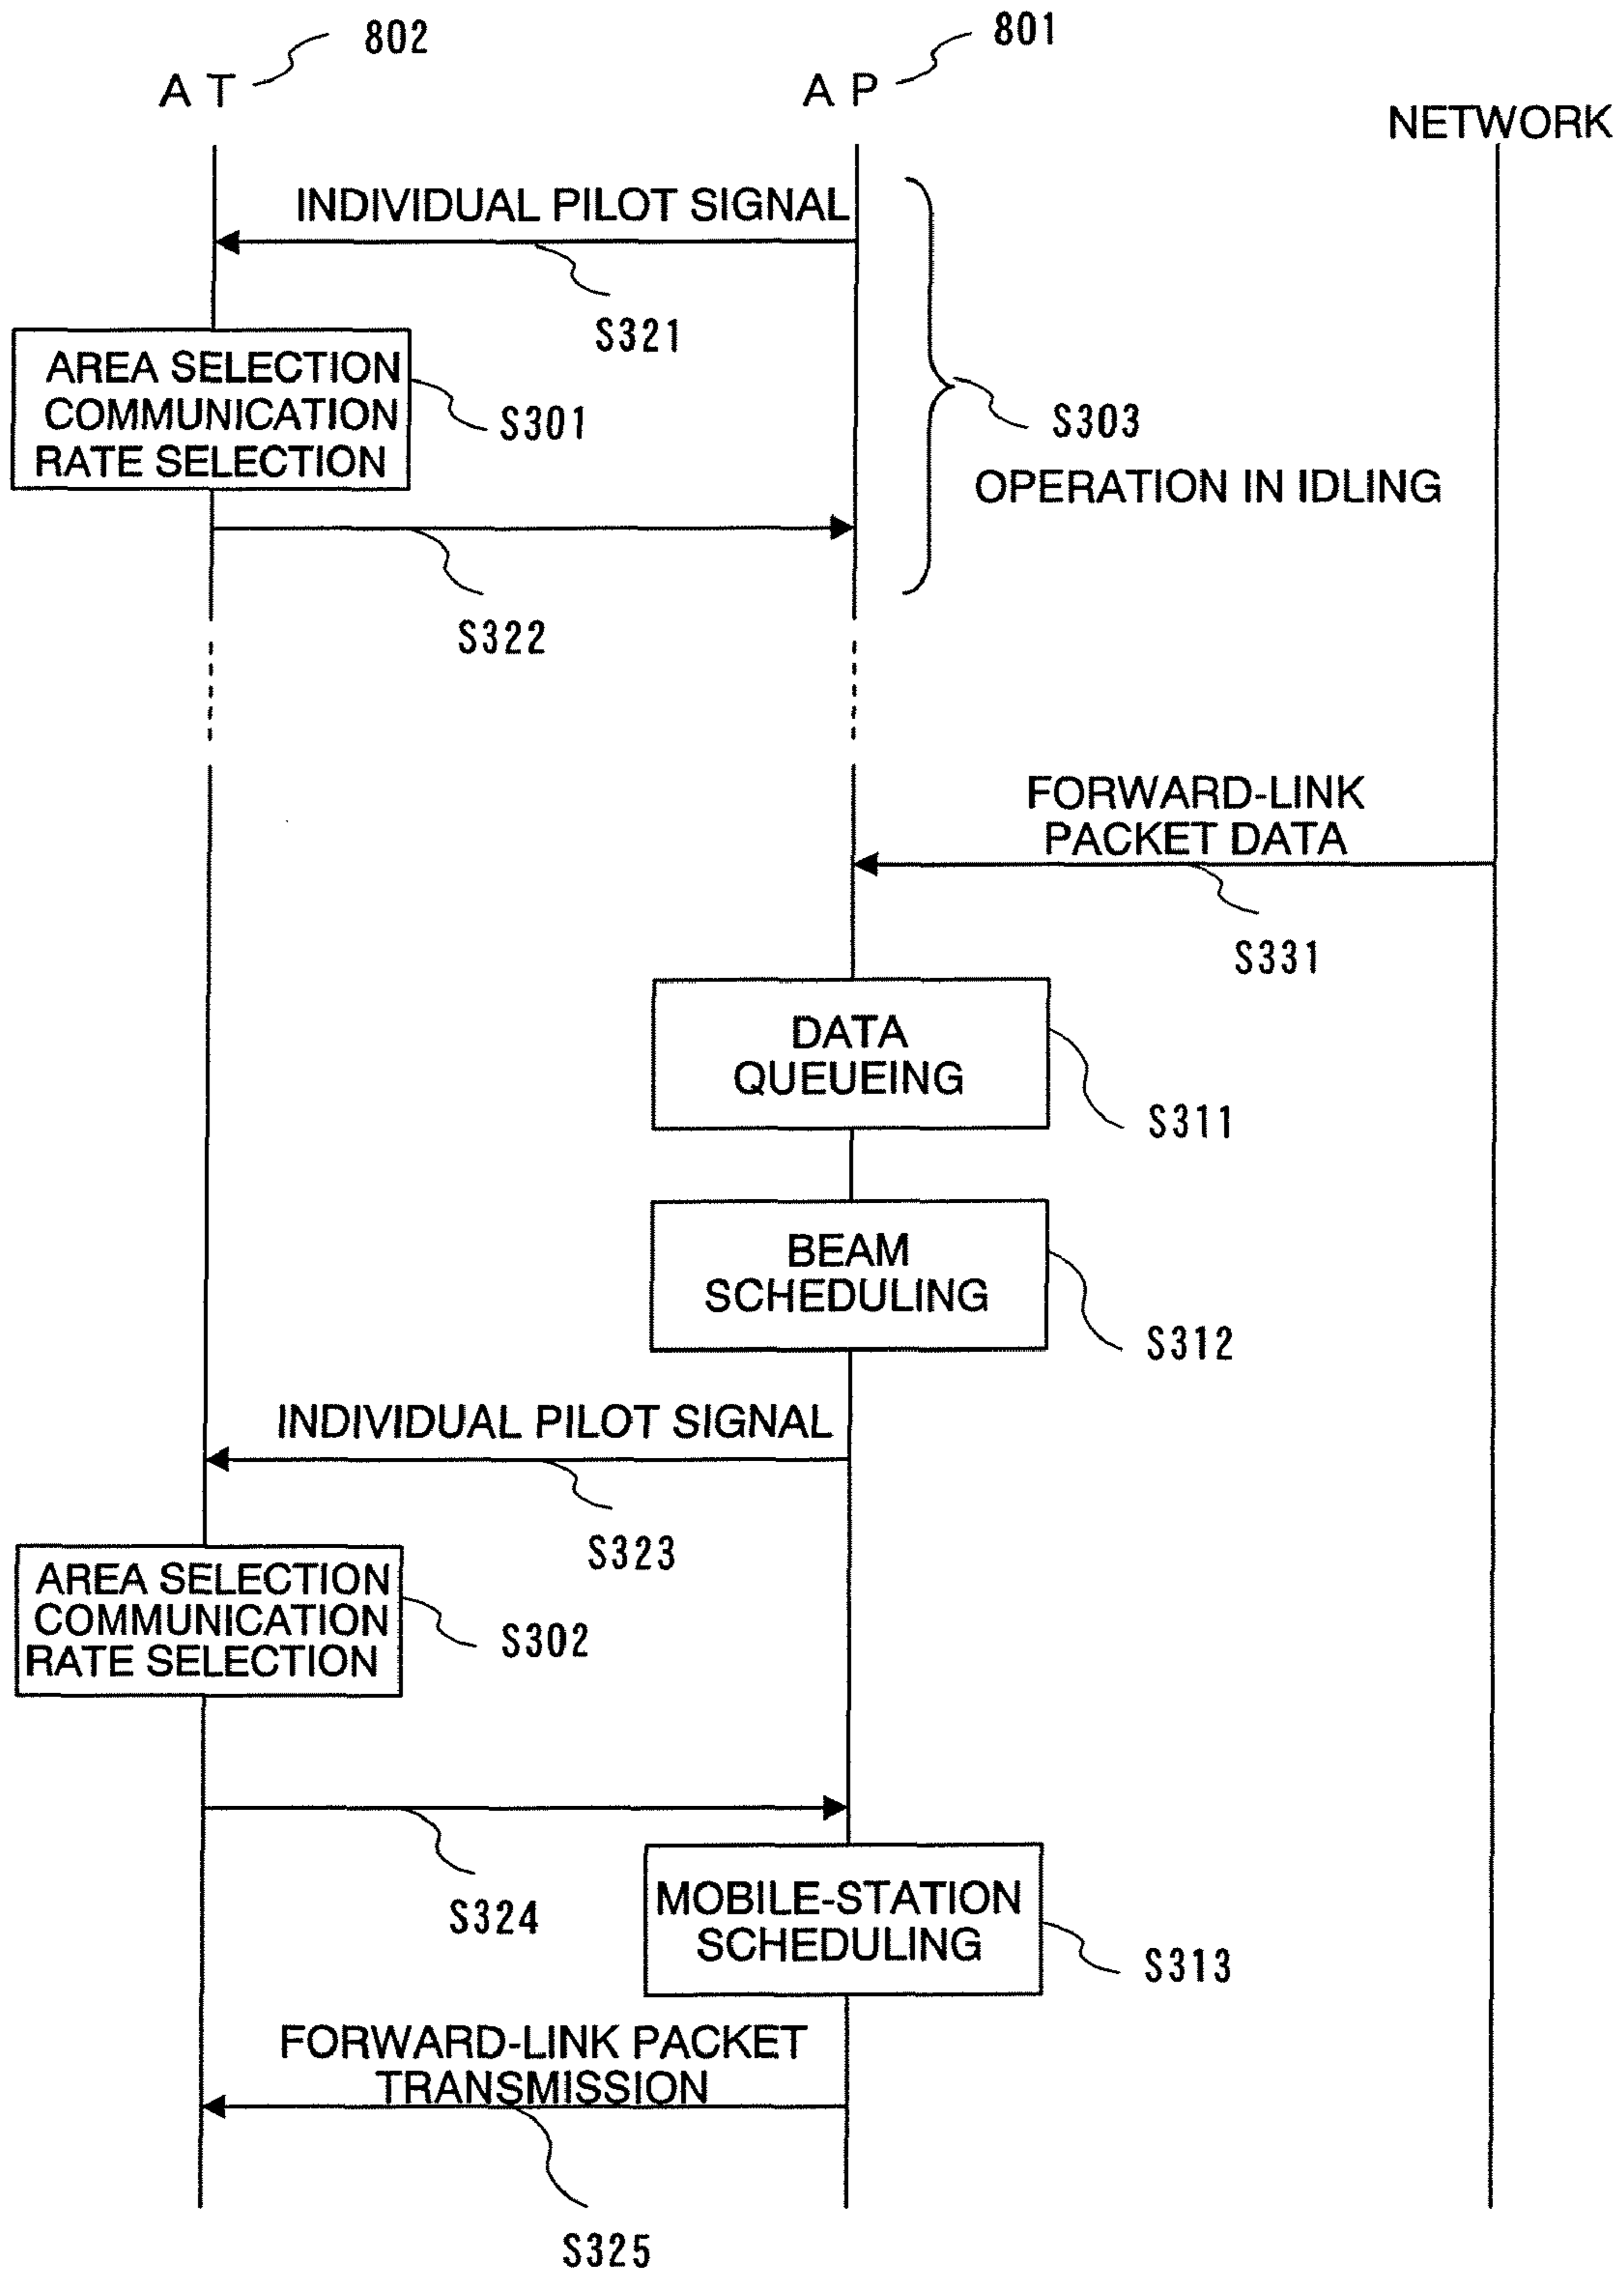 802
801
A T
A P
NETWORK
INDIVIDUAL PILOT SIGNAL
S321
AREA SELECTION
COMMUNICATION
RATE SELECTION
S301
S303
OPERATION IN IDLING
S322
FORWARD-LINK
PACKET DATA
S331
DATA
QUEUEING
S311
BEAM
SCHEDULING
S312
INDIVIDUAL PILOT SIGNAL
S323
AREA SELECTION
COMMUNICATION
RATE SELECTION
S302
S324
MOBILE-STATION
SCHEDULING
S313
FORWARD-LINK PACKET
TRANSMISSION
S325